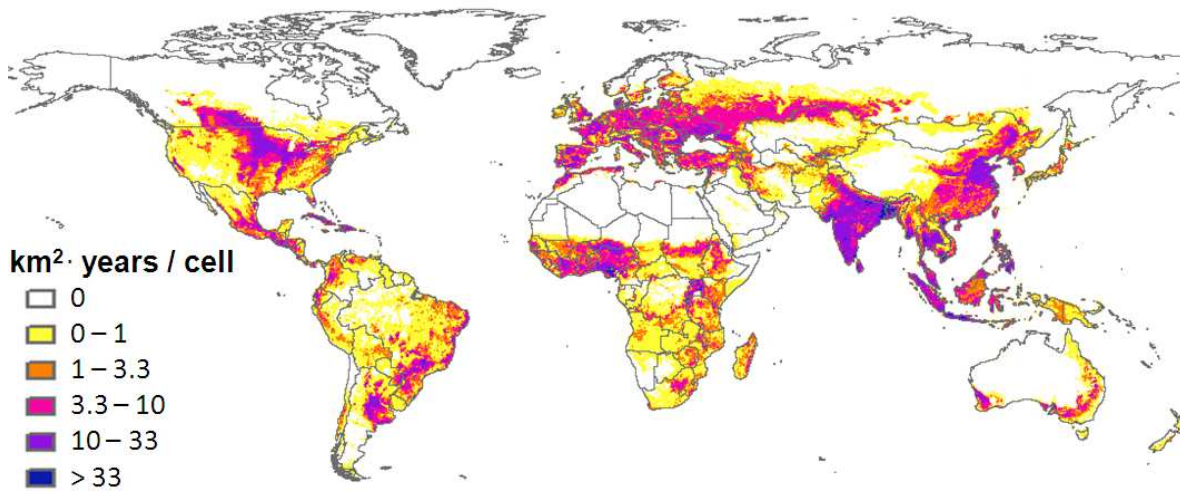 km²· years / cell
0
0 – 1
1 – 3.3
3.3 – 10
10 – 33
> 33